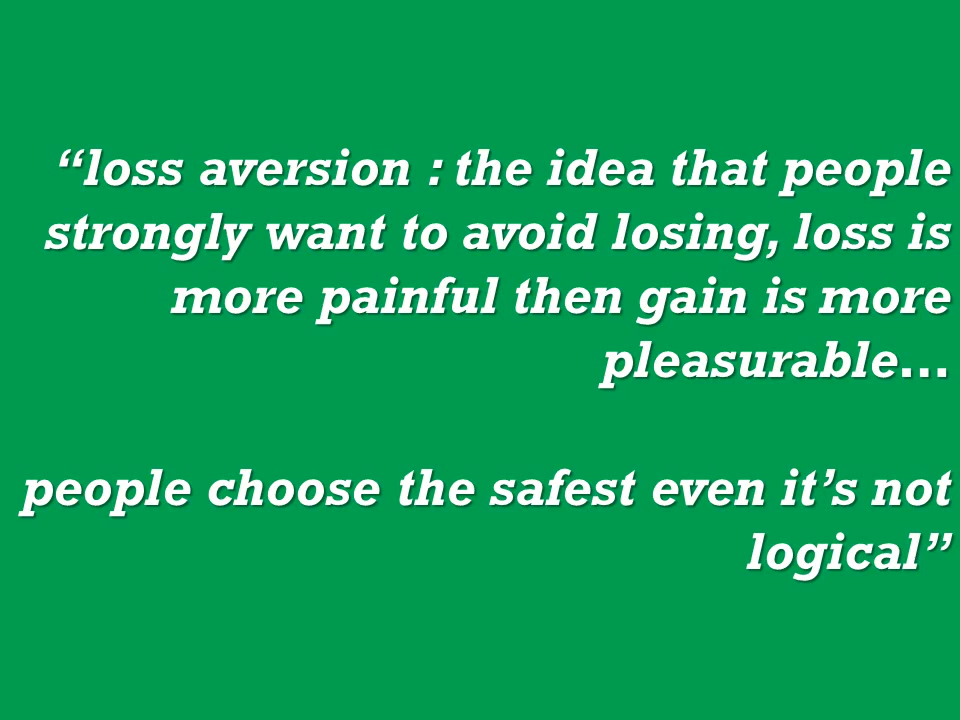 “loss aversion : the idea that people
strongly want to avoid losing, loss is
more painful then gain is more
pleasurable...
people choose the safest even it’s not
logical”